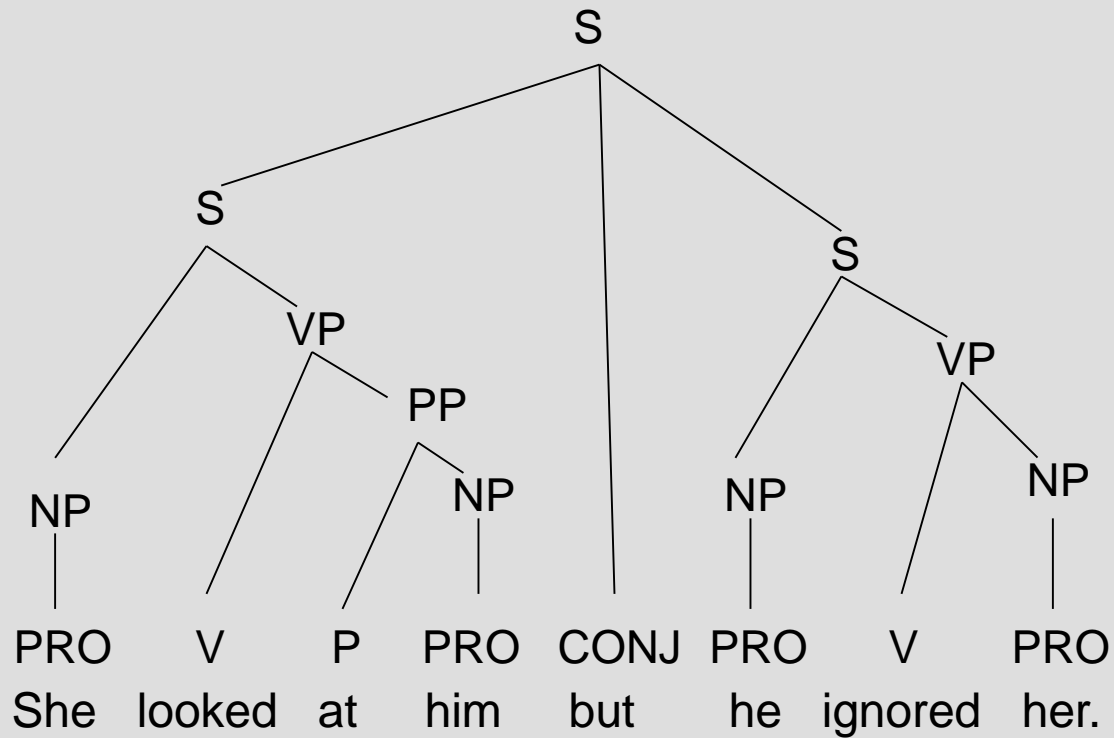 S
S
S
VP
VP
PP
NP NP NP NP
PRO V P PRO CONJ PRO V PRO
She looked at him but he ignored her.